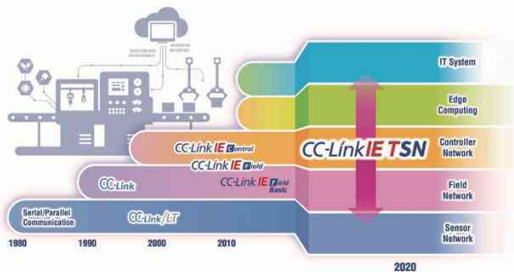 IT System
Edge
Computing
CC-Link IE Control
CC-Link IE TSN
Controller
Network
CC-Link IE Field
CC-Link
CC-Link IE Field
Basic
Field
Network
Serial/Parallel
Communication
CC-Link/LT
Sensor
Network
1980
1990
2000
2010
2020